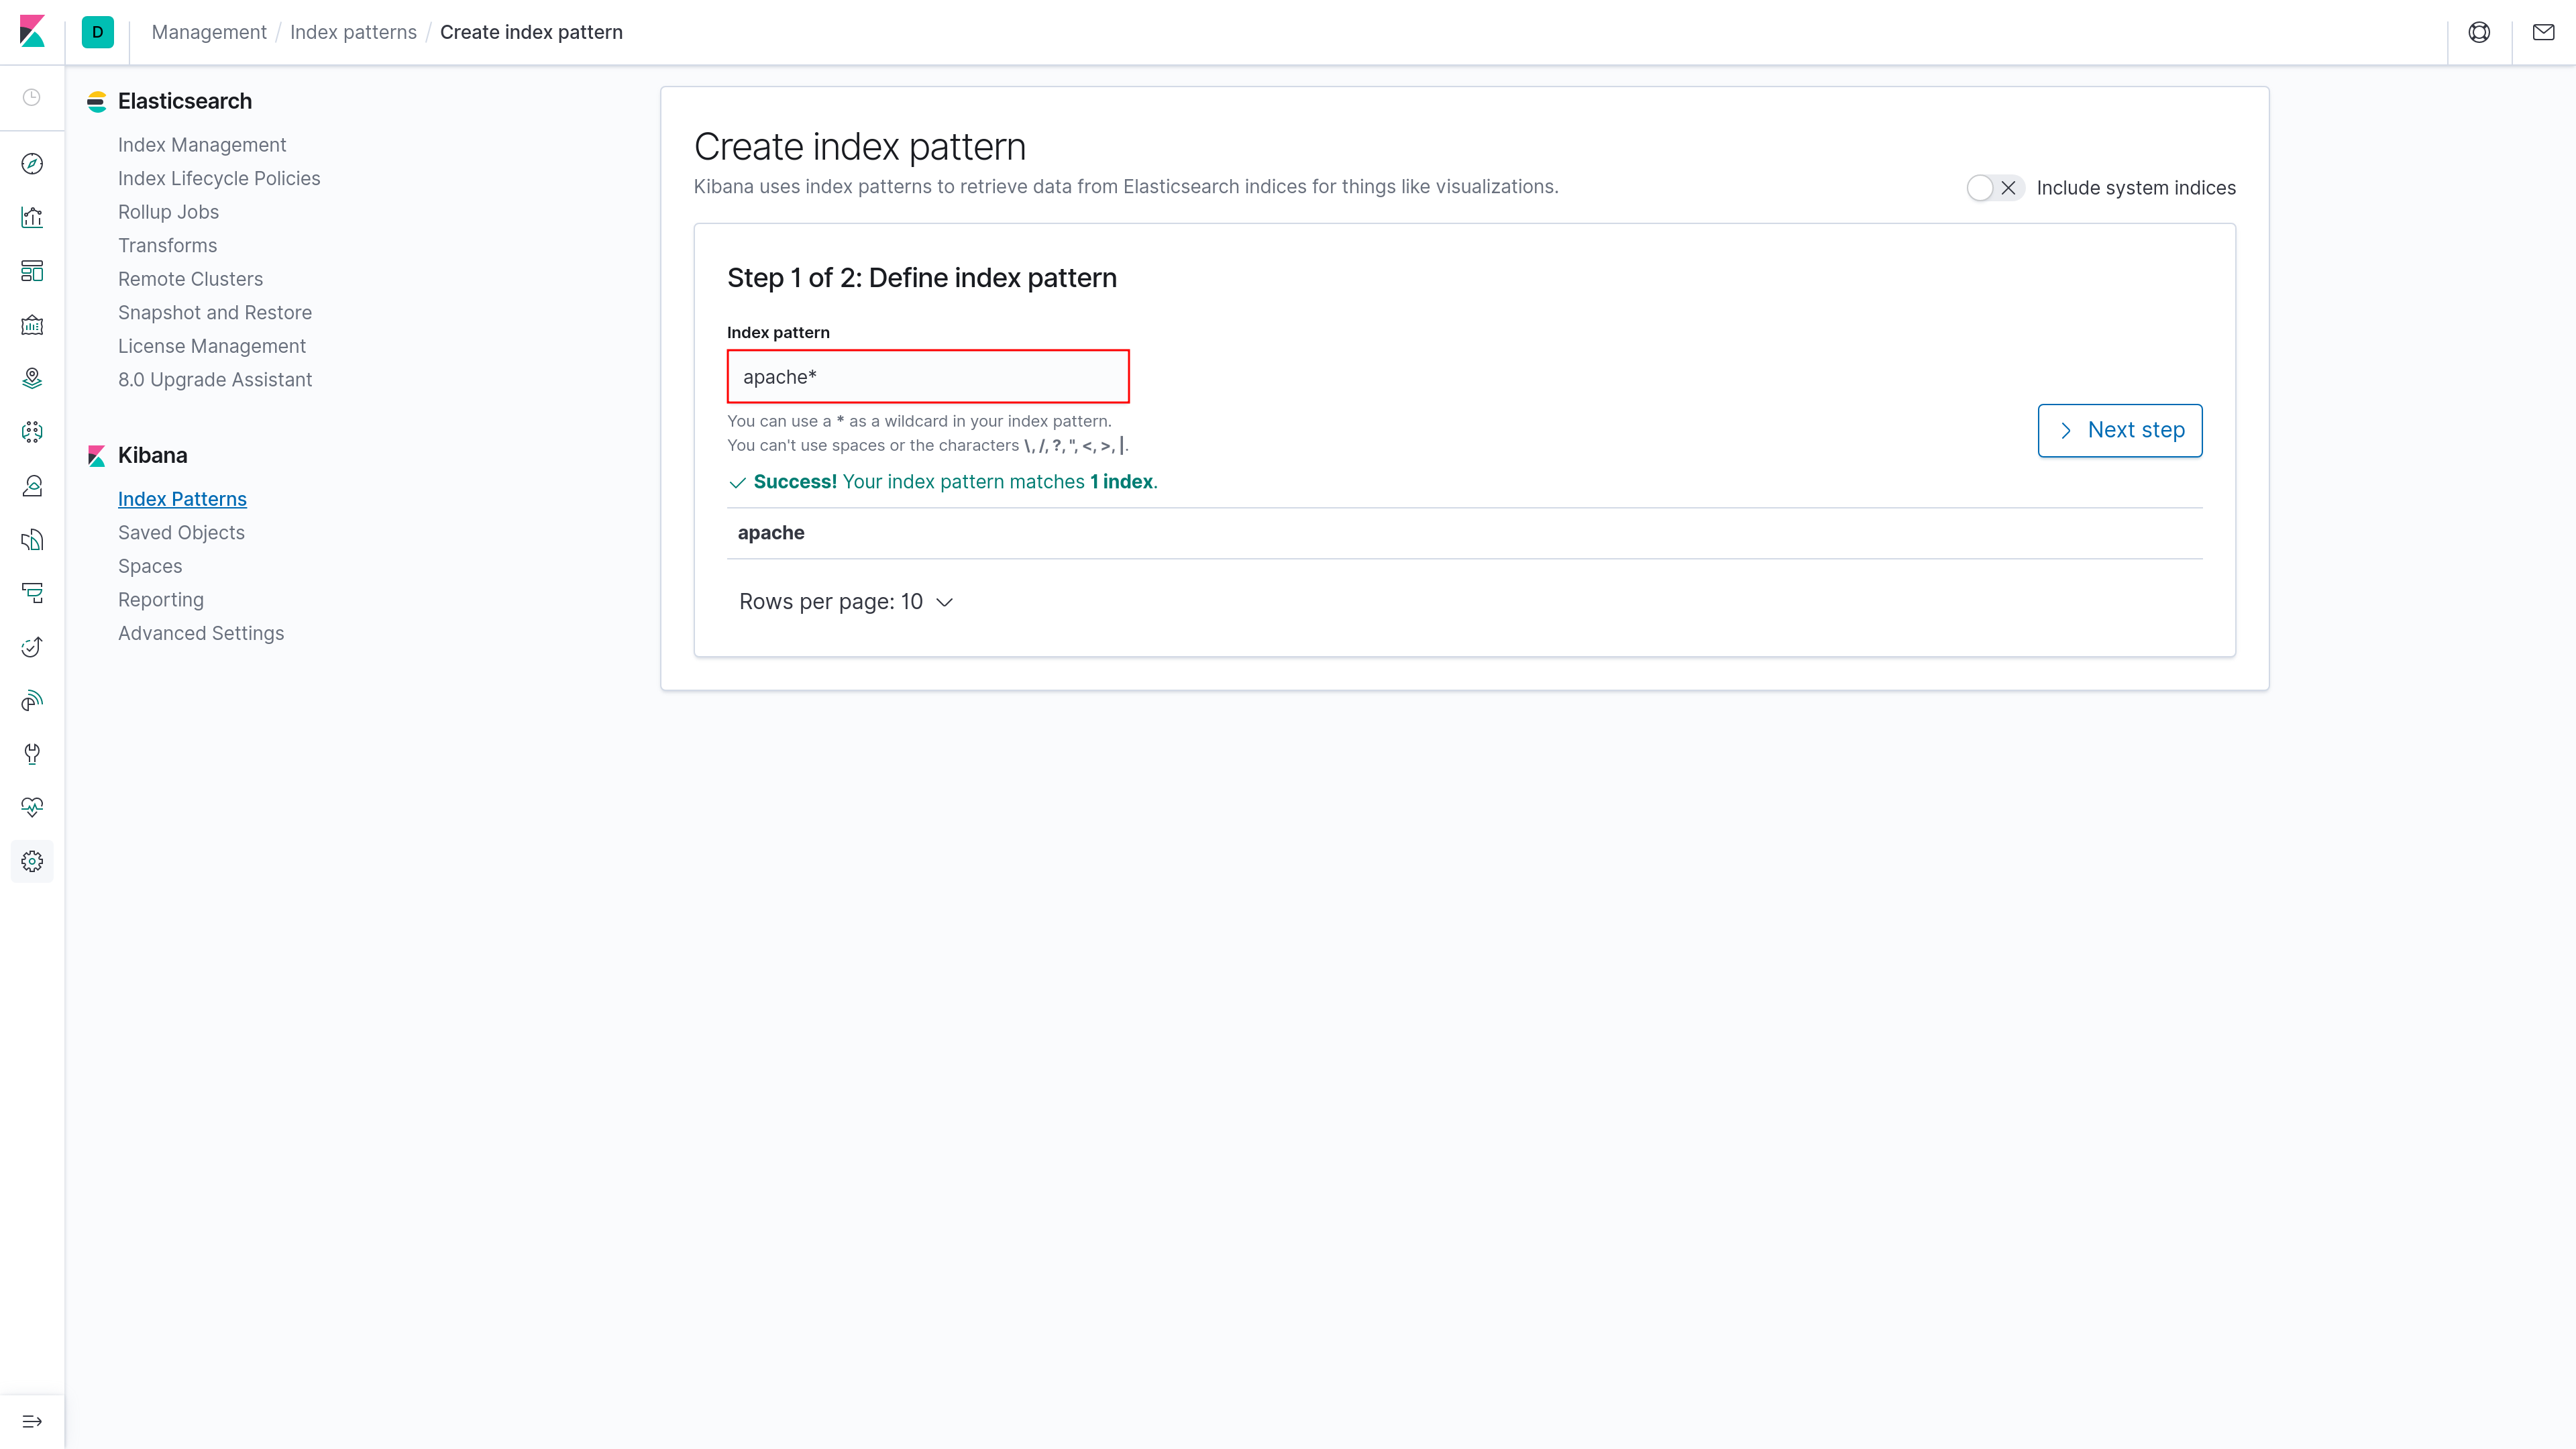 D
Management / Index patterns / Create index pattern
Elasticsearch
Index Management
Index Lifecycle Policies
Rollup Jobs
Transforms
Remote Clusters
Snapshot and Restore
License Management
8.0 Upgrade Assistant
Kibana
Index Patterns
Saved Objects
Spaces
Reporting
Advanced Settings
Create index pattern
Kibana uses index patterns to retrieve data from Elasticsearch indices for things like visualizations.
Include system indices
Step 1 of 2: Define index pattern
Index pattern
apache*
You can use a * as a wildcard in your index pattern.
You can't use spaces or the characters \, /, ?, ", <, >, |.
Next step
Success! Your index pattern matches 1 index.
apache
Rows per page: 10